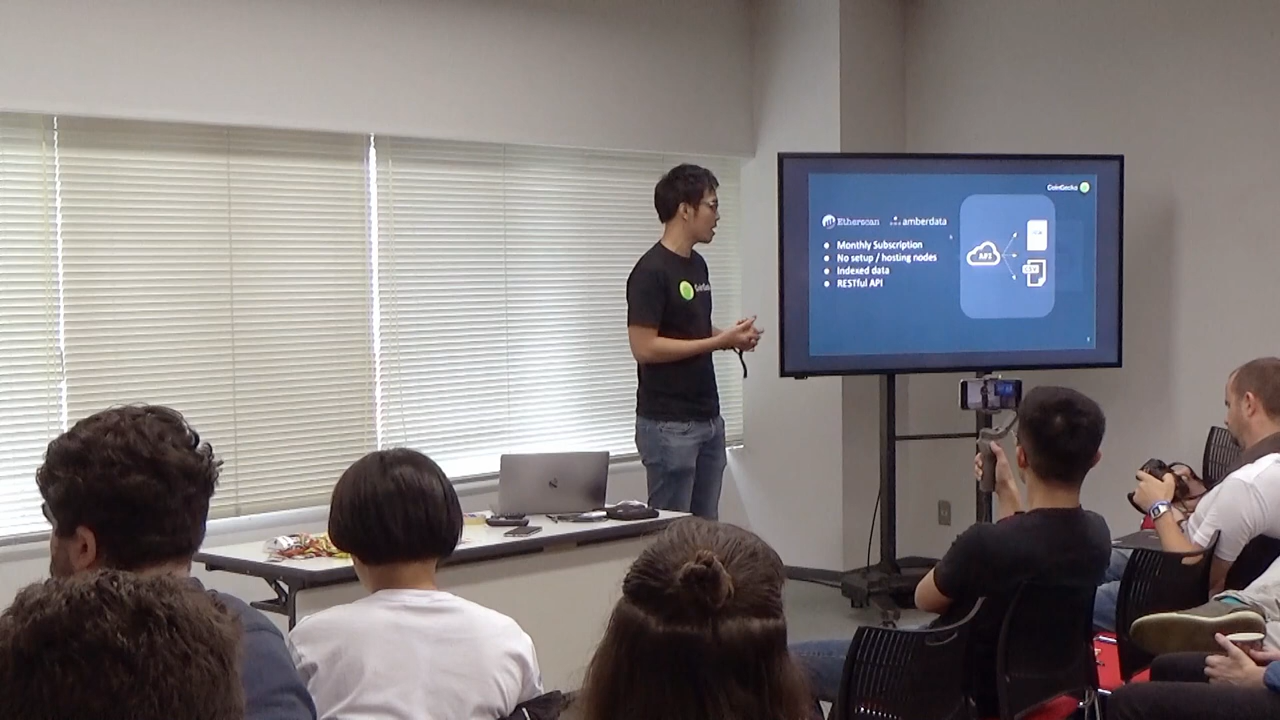 CoinGecko
Etherscan
amberdata
Monthly Subscription
No setup / hosting nodes
Indexed data
RESTful API
API